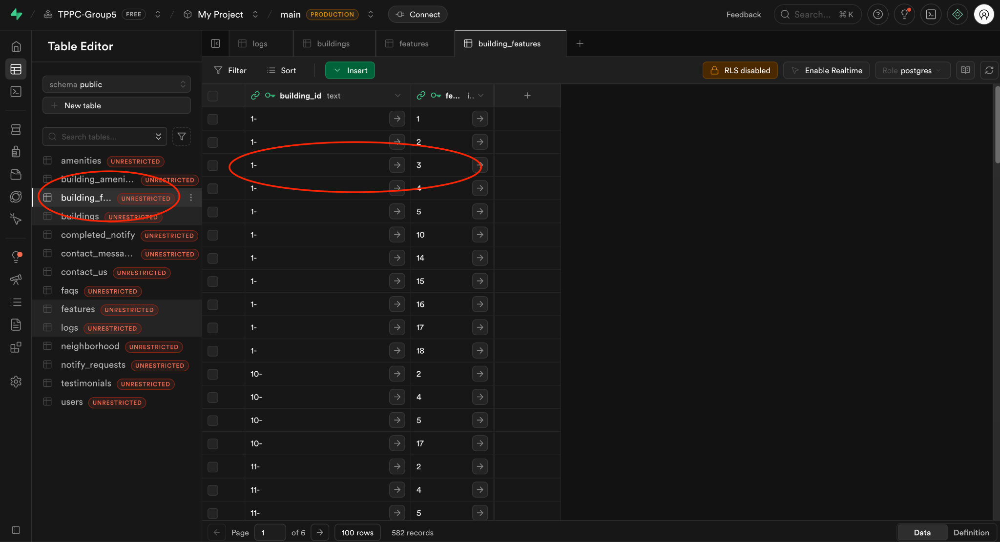 TPPC-Group5 FREE My Project main PRODUCTION Connect Feedback Search... ⌘K
Table Editor
schema public
New table
Search tables...
amenities UNRESTRICTED
building_ameni... UNRESTRICTED
building_f... UNRESTRICTED
buildings UNRESTRICTED
completed_notify UNRESTRICTED
contact_messa... UNRESTRICTED
contact_us UNRESTRICTED
faqs UNRESTRICTED
features UNRESTRICTED
logs UNRESTRICTED
neighborhood UNRESTRICTED
notify_requests UNRESTRICTED
testimonials UNRESTRICTED
users UNRESTRICTED
logs buildings features building_features
Filter Sort Insert RLS disabled Enable Realtime Role postgres
building_id text fe... i..
1- 1
1- 2
1- 3
1- 4
1- 5
1- 10
1- 14
1- 15
1- 16
1- 17
1- 18
10- 2
10- 4
10- 5
10- 17
11- 2
11- 4
11- 5
Page 1 of 6 100 rows 582 records Data Definition